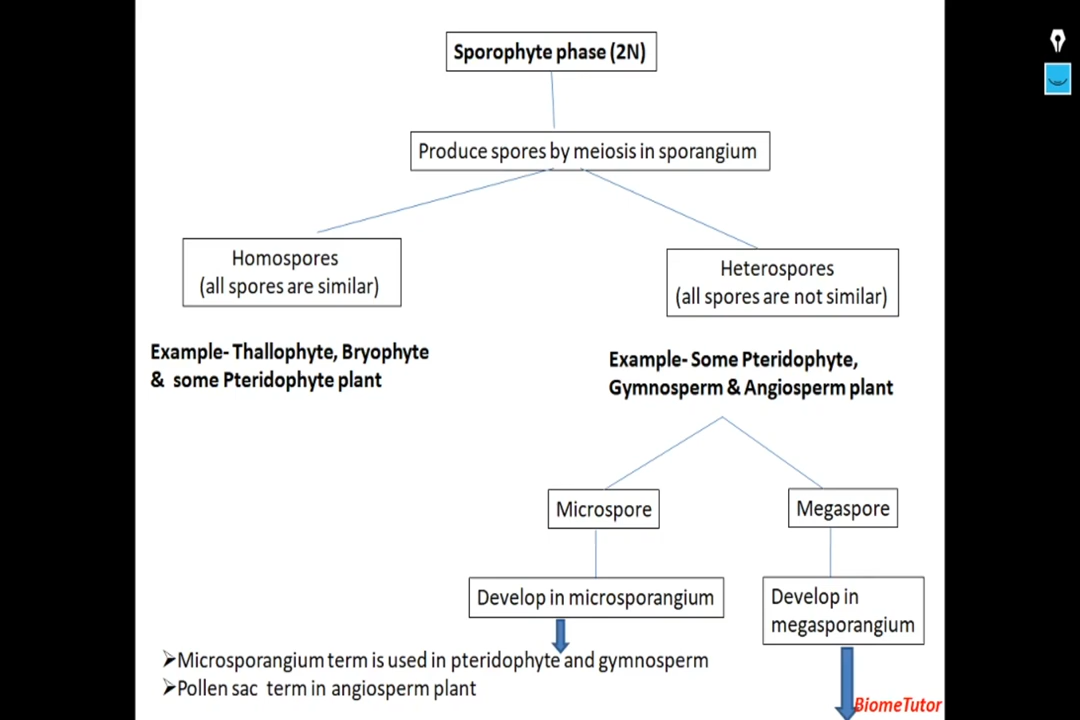 Sporophyte phase (2N)
Produce spores by meiosis in sporangium
Homospores
(all spores are similar)
Heterospores
(all spores are not similar)
Example- Thallophyte, Bryophyte
& some Pteridophyte plant
Example- Some Pteridophyte,
Gymnosperm & Angiosperm plant
Microspore
Megaspore
Develop in microsporangium
Develop in
megasporangium
➢Microsporangium term is used in pteridophyte and gymnosperm
➢Pollen sac term in angiosperm plant
BiomeTutor